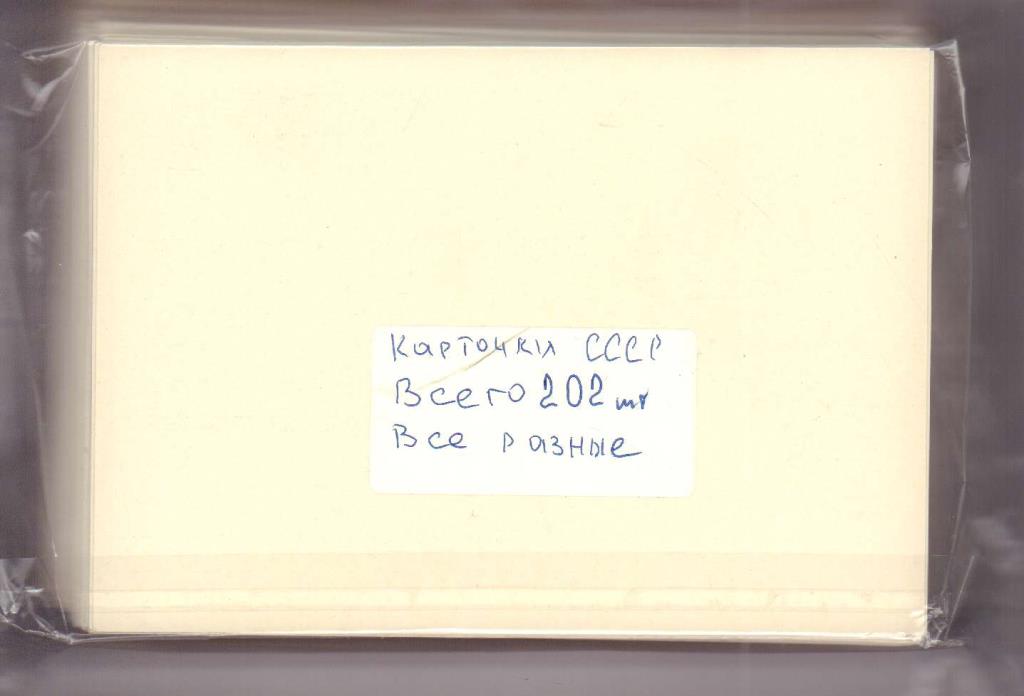 Карточки СССР
Всего 202 шт
Все разные